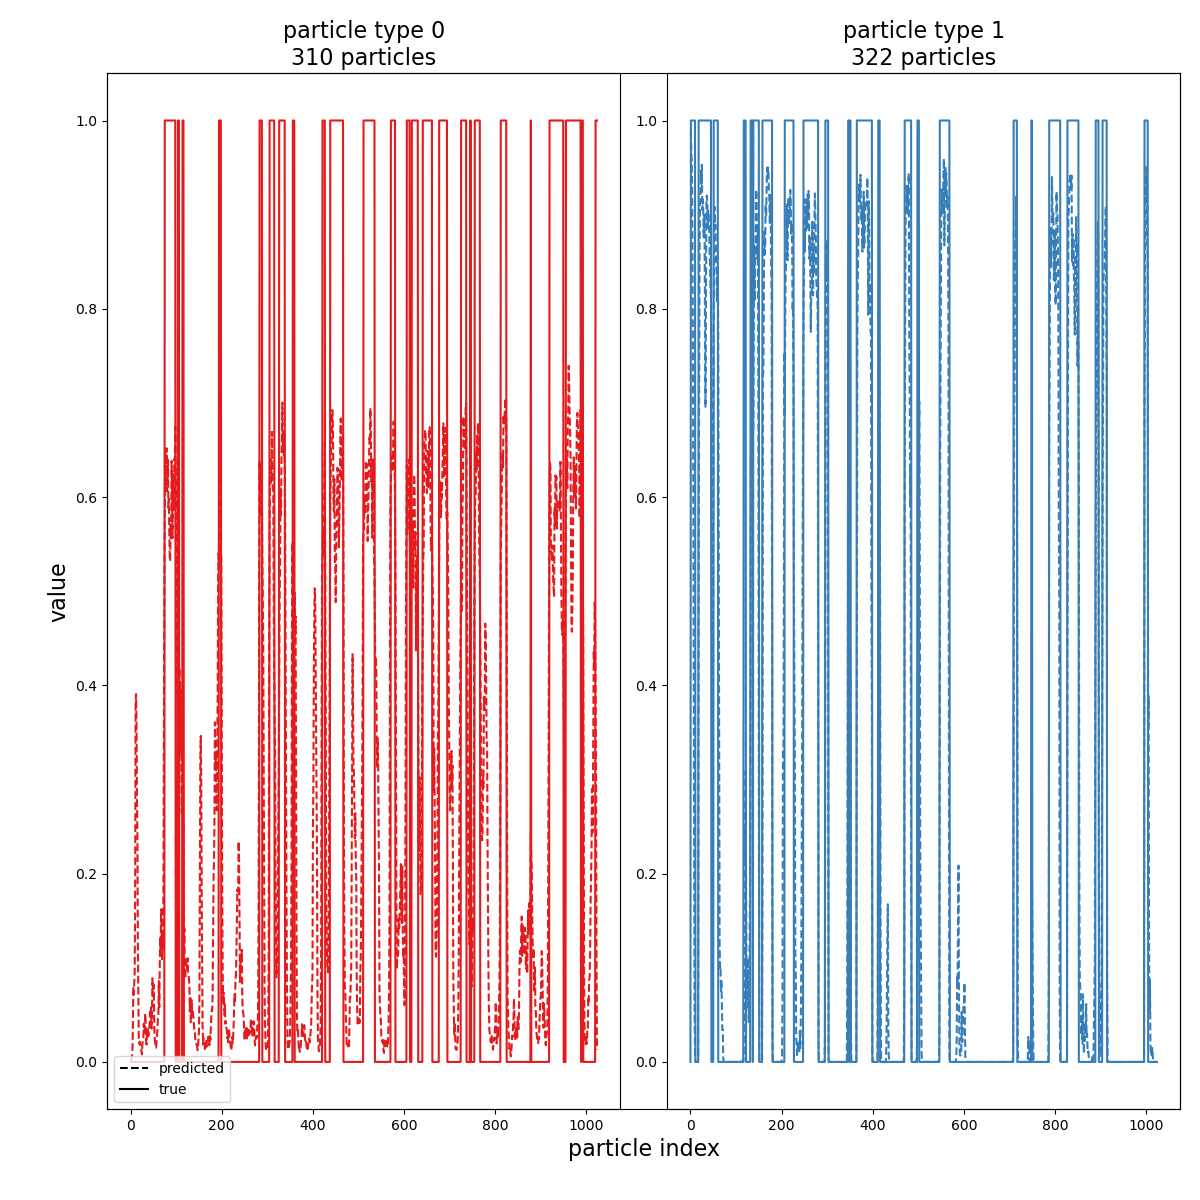 particle type 0
310 particles
particle type 1
322 particles
1.0
0.8
0.6
0.4
0.2
0.0
1.0
0.8
0.6
0.4
0.2
0.0
value
predicted
true
0 200 400 600 800 1000
0 200 400 600 800 1000
particle index